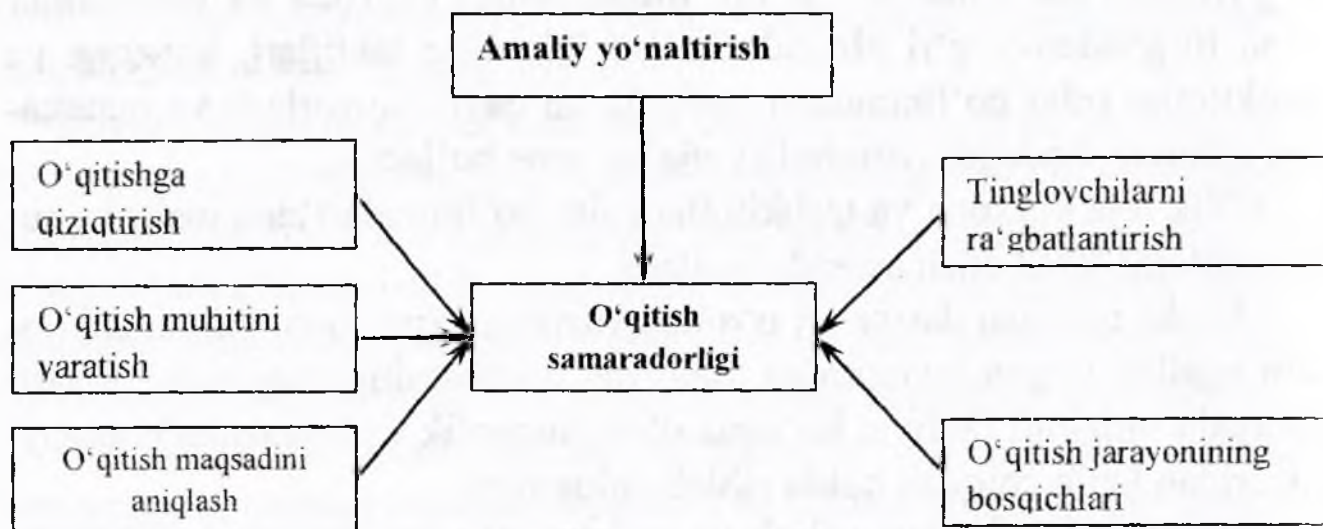 Amaliy yo‘naltirish
O‘qitishga
qiziqtirish
Tinglovchilarni
ra‘gbatlantirish
O‘qitish muhitini
yaratish
O‘qitish
samaradorligi
O‘qitish maqsadini
aniqlash
O‘qitish jarayonining
bosqichlari